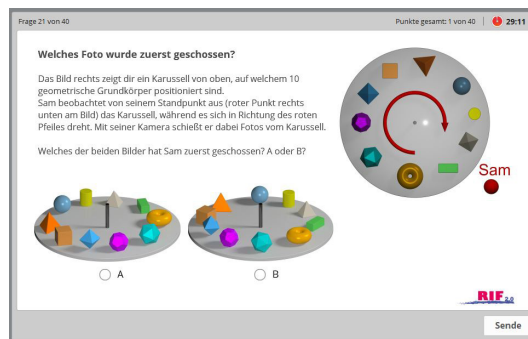 Frage 21 von 40
Punkte gesamt: 1 von 40
29:11
Welches Foto wurde zuerst geschossen?
Das Bild rechts zeigt dir ein Karussell von oben, auf welchem 10
geometrische Grundkörper positioniert sind.
Sam beobachtet von seinem Standpunkt aus (roter Punkt rechts
unten am Bild) das Karussell, während es sich in Richtung des roten
Pfeiles dreht. Mit seiner Kamera schießt er dabei Fotos vom Karussell.
Welches der beiden Bilder hat Sam zuerst geschossen? A oder B?
Sam
A
B
RIF 2.0
Sende